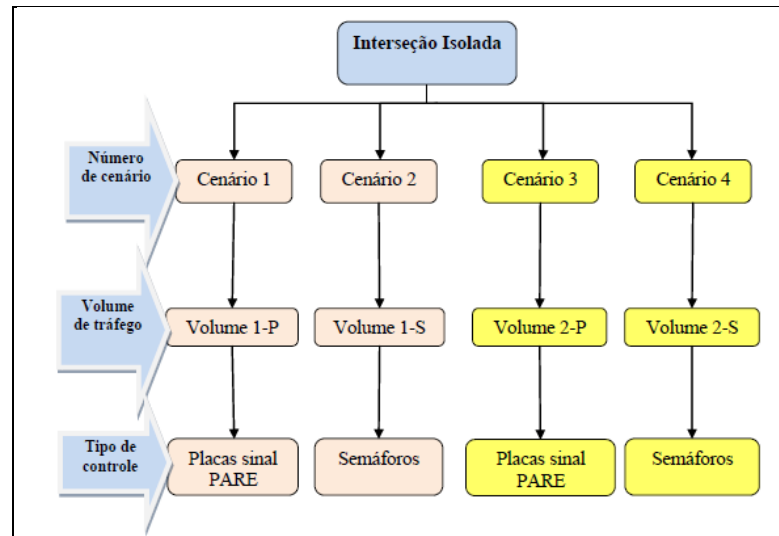 Interseção Isolada
Número
de cenário
Cenário 1
Cenário 2
Cenário 3
Cenário 4
Volume
de tráfego
Volume 1-P
Volume 1-S
Volume 2-P
Volume 2-S
Tipo de
controle
Placas sinal
PARE
Semáforos
Placas sinal
PARE
Semáforos